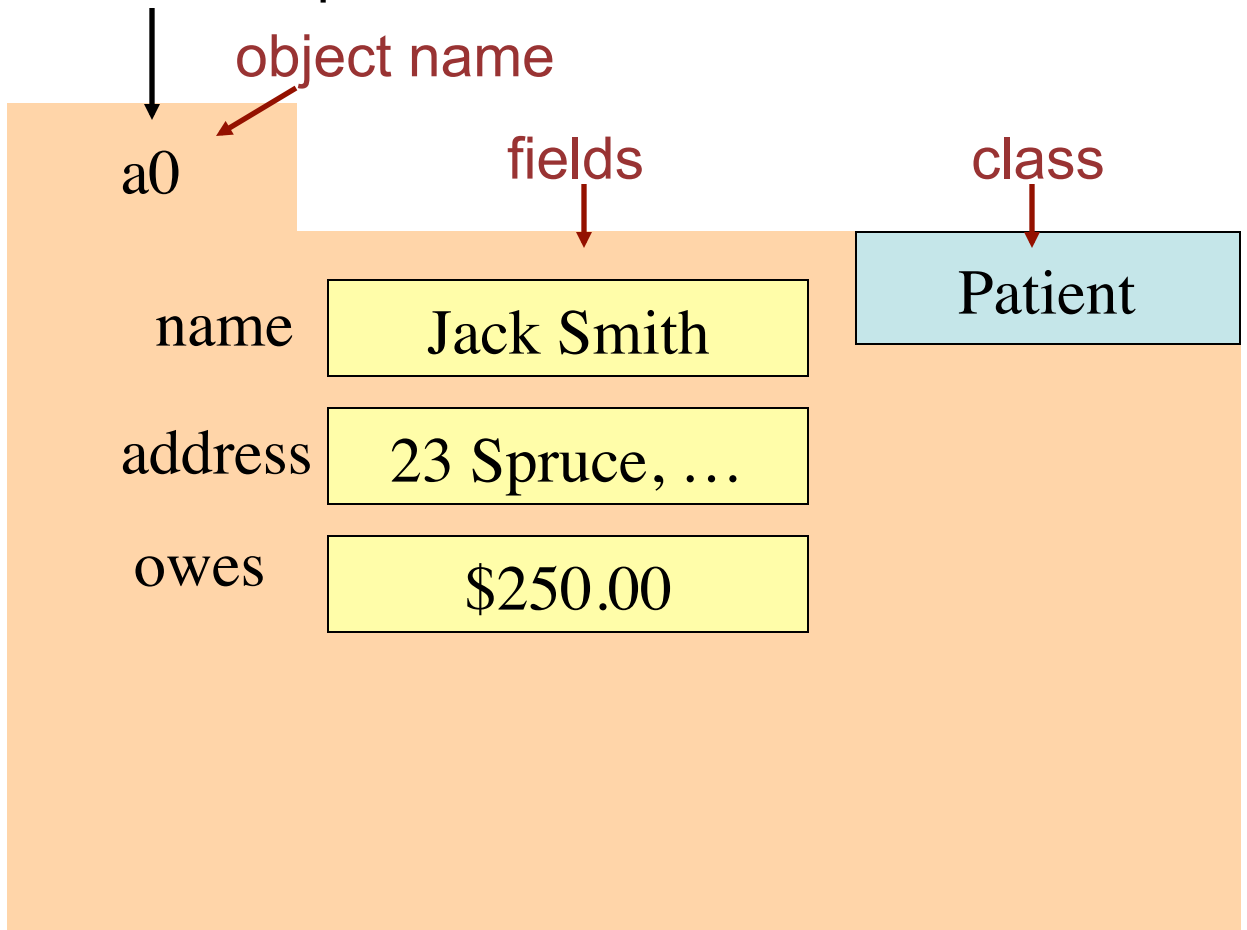 object name
a0
fields
class
Patient
name
Jack Smith
address
23 Spruce, …
owes
$250.00